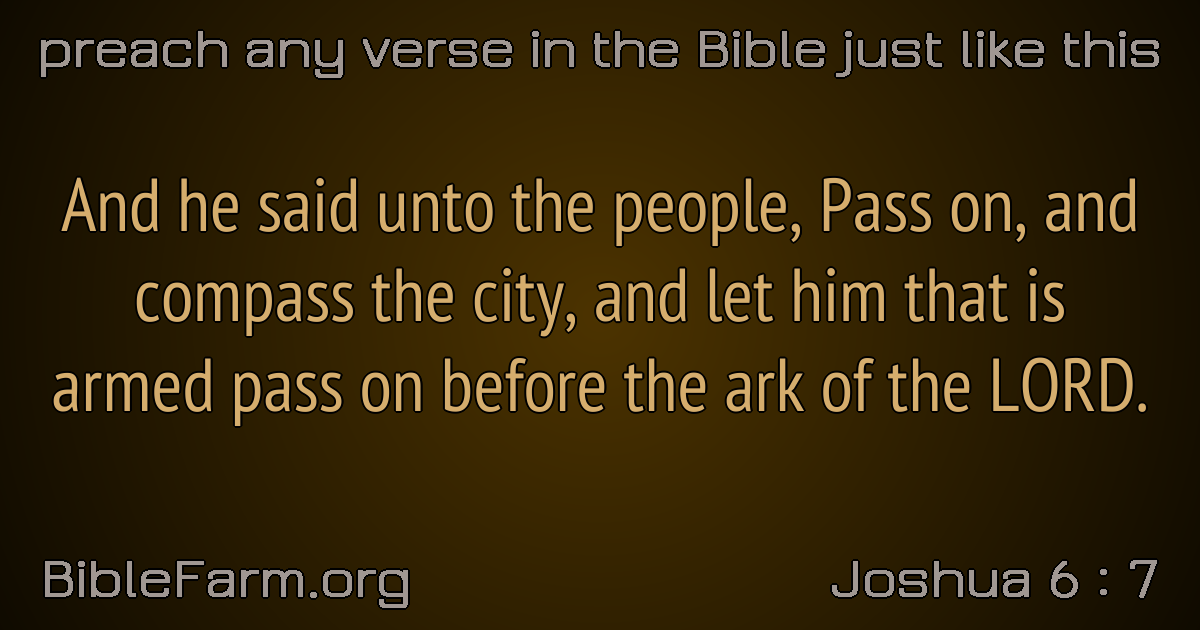 preach any verse in the Bible just like this
And he said unto the people, Pass on, and
compass the city, and let him that is
armed pass on before the ark of the LORD.
BibleFarm.org
Joshua 6 : 7